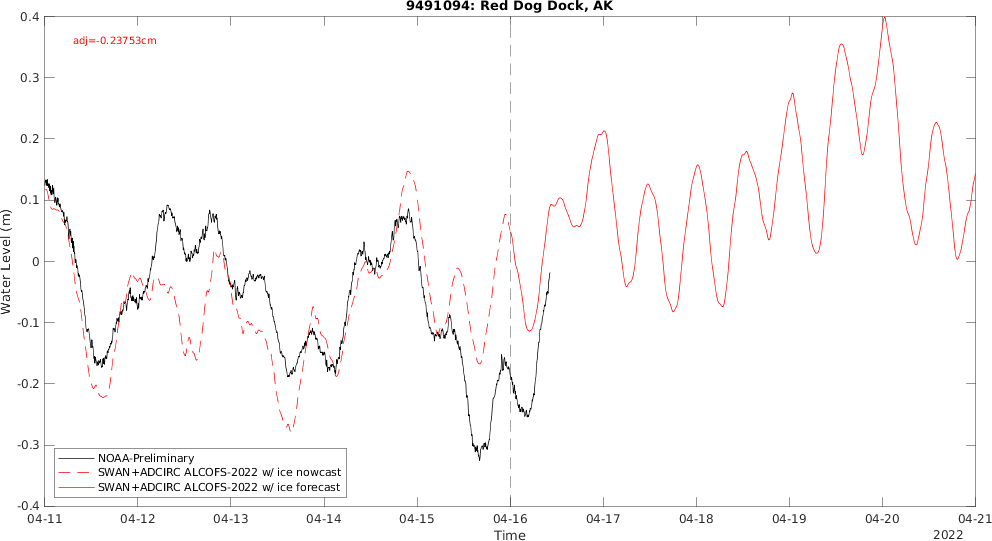 9491094: Red Dog Dock, AK
adj=-0.23753cm
Water Level (m)
0.4
0.3
0.2
0.1
0
-0.1
-0.2
-0.3
-0.4
NOAA-Preliminary
SWAN+ADCIRC ALCOFS-2022 w/ ice nowcast
SWAN+ADCIRC ALCOFS-2022 w/ ice forecast
04-11 04-12 04-13 04-14 04-15 04-16 04-17 04-18 04-19 04-20 04-21
Time
2022